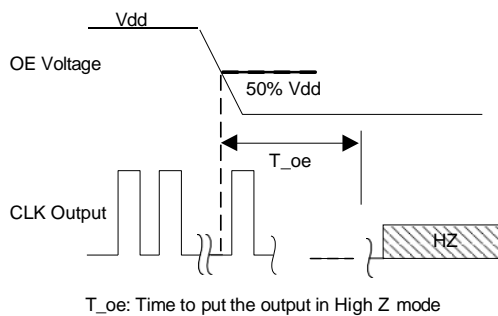 Vdd
OE Voltage
50% Vdd
T_oe
CLK Output
HZ
T_oe: Time to put the output in High Z mode